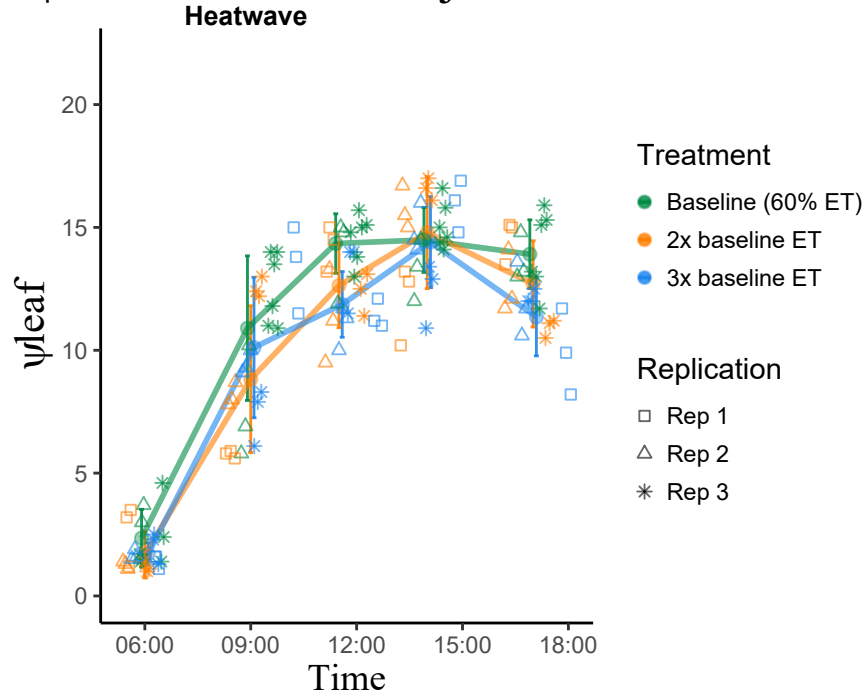 Heatwave
20
15
10
5
0
ψleaf
06:00 09:00 12:00 15:00 18:00
Time
Treatment
Baseline (60% ET)
2x baseline ET
3x baseline ET
Replication
Rep 1
Rep 2
Rep 3